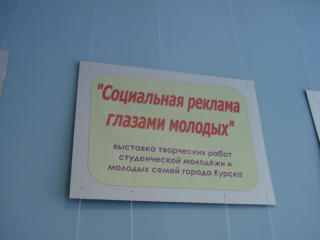 "Социальная реклама
глазами молодых"
выставка творческих работ
студенческой молодёжи и
молодых семей города Курска